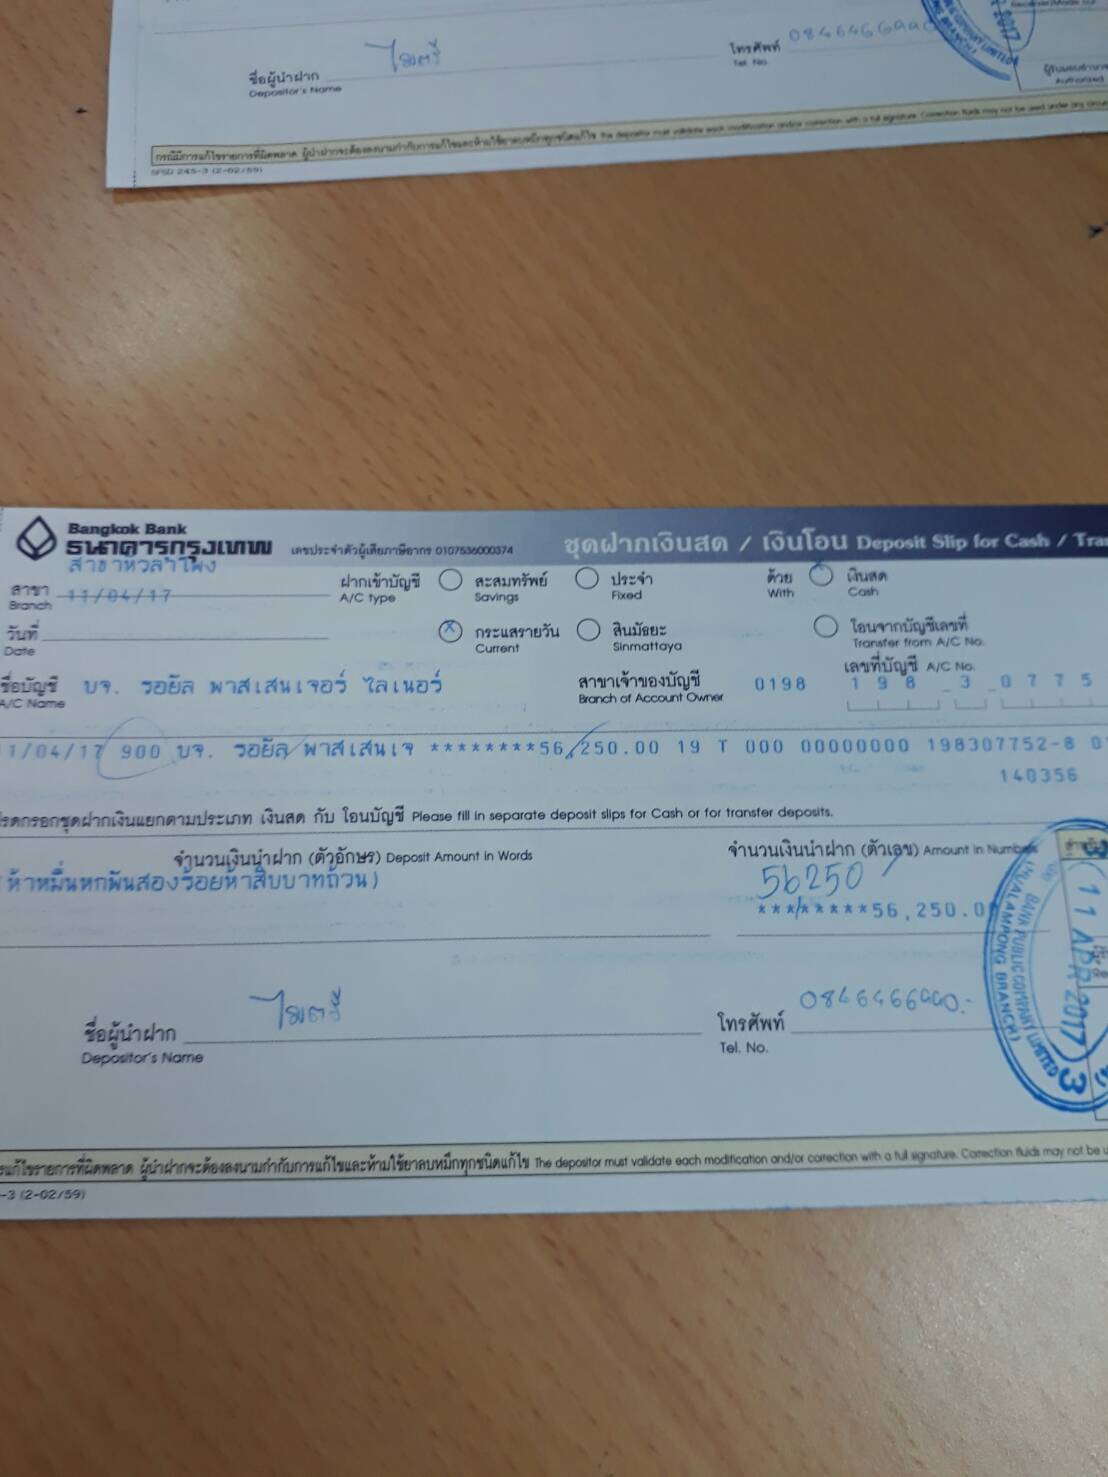 ชื่อผู้นำฝาก ไมตรี
Depositor's Name
โทรศัพท์
Tel. No.
กรณีมีการแก้ไขรายการที่ผิดพลาด ผู้นำฝากจะต้องลงนามกำกับการแก้ไขและห้ามใช้ยาลบหมึกทุกชนิดแก้ไข The depositor must validate each modification and/or correction with a full signature. Correction fluids may not be used under any
SFSD 245-3 (2-02/59)
Bangkok Bank
ธนาคารกรุงเทพ เลขประจำตัวผู้เสียภาษีอากร 0107536000374 ชุดฝากเงินสด / เงินโอน Deposit Slip for Cash / Tra
สาขาหัวลำโพง
สาขา 11/04/17 ฝากเข้าบัญชี สะสมทรัพย์ ประจำ ด้วย เงินสด
Branch A/C type Savings Fixed With Cash
วันที่ กระแสรายวัน สินมัธยะ โอนจากบัญชีเลขที่
Date Current Sinmattaya Transfer from A/C No.
เลขที่บัญชี A/C No.
ชื่อบัญชี บจ. รอยัล พาสเสนเจอร์ ไลเนอร์ สาขาเจ้าของบัญชี 0198 198_3_0775
A/C Name Branch of Account Owner
1/04/17 900 บจ. รอยัล พาสเสนเจ ********56,250.00 19 T 000 00000000 198307752-8
140356
รดกรอกชุดฝากเงินแยกตามประเภท เงินสด กับ โอนบัญชี Please fill in separate deposit slips for Cash or for transfer deposits.
จำนวนเงินนำฝาก (ตัวอักษร) Deposit Amount in Words จำนวนเงินนำฝาก (ตัวเลข) Amount in Number
ห้าหมื่นหกพันสองร้อยห้าสิบบาทถ้วน) 56250
********56,250.0
11 APR 2017
BANK PUBLIC COMPANY LIMITED
(HUALAMPONG BRANCH)
3
ชื่อผู้นำฝาก ไมตรี โทรศัพท์
Depositor's Name Tel. No.
รแก้ไขรายการที่ผิดพลาด ผู้นำฝากจะต้องลงนามกำกับการแก้ไขและห้ามใช้ยาลบหมึกทุกชนิดแก้ไข The depositor must validate each modification and/or correction with a full signature. Correction fluids may not be u
-3 (2-02/59)